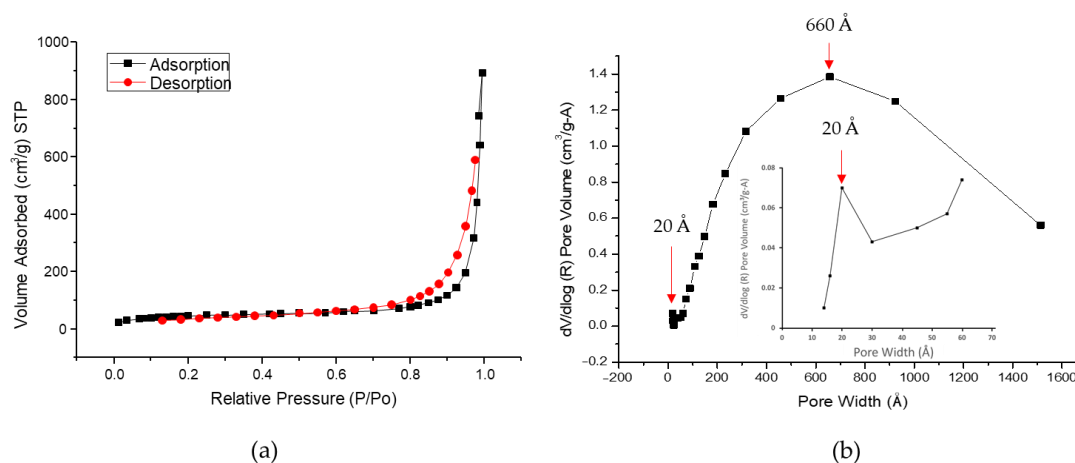 1000
800
600
400
200
0
Volume Adsorbed (cm³/g) STP
Adsorption
Desorption
0.0 0.2 0.4 0.6 0.8 1.0
Relative Pressure (P/Po)
(a)
660 Å
1.4
1.2
1.0
0.8
0.6
0.4
0.2
0.0
−0.2
dV/dlog (R) Pore Volume (cm³/g-A)
20 Å
20 Å
0.08
0.06
0.04
0.02
0
dV/dlog (R) Pore Volume (cm³/g-A)
0 10 20 30 40 50 60 70
Pore Width (Å)
−200 0 200 400 600 800 1000 1200 1400 1600
Pore Width (Å)
(b)